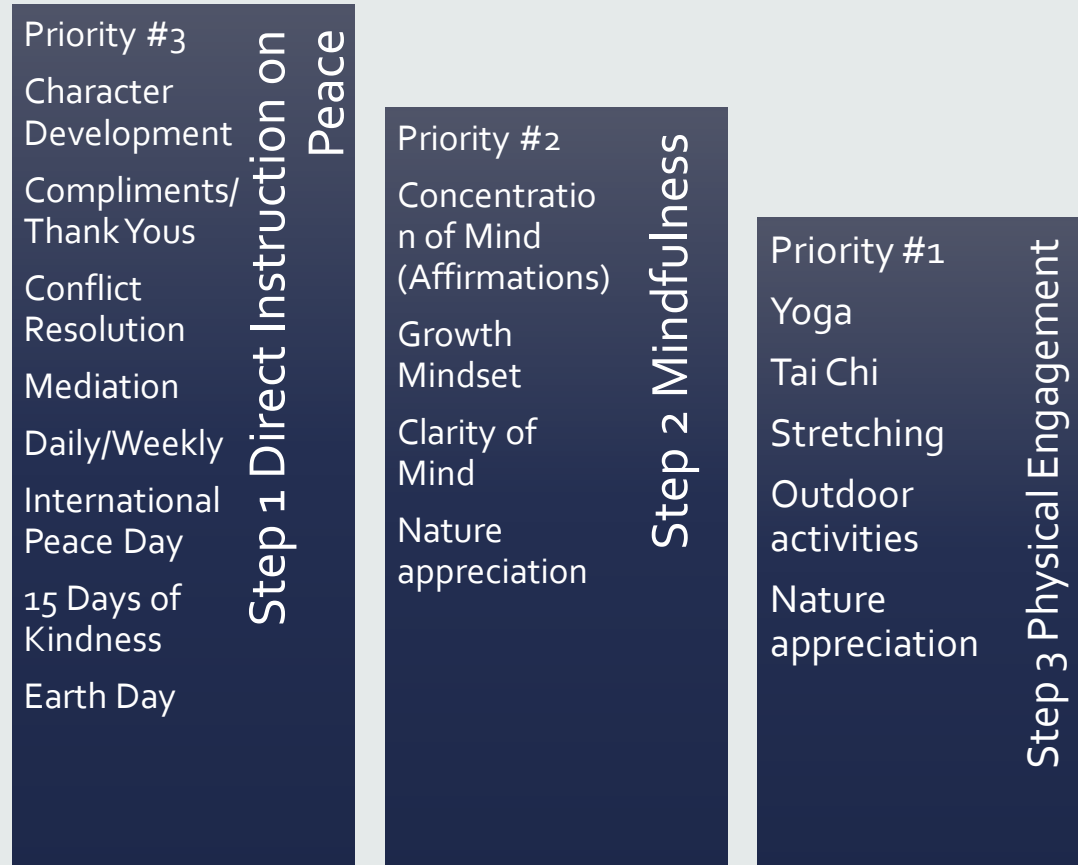 Priority #3
Character
Development
Compliments/
Thank Yous
Conflict
Resolution
Mediation
Daily/Weekly
International
Peace Day
15 Days of
Kindness
Earth Day
Step 1 Direct Instruction on
Peace
Priority #2
Concentratio
n of Mind
(Affirmations)
Growth
Mindset
Clarity of
Mind
Nature
appreciation
Step 2 Mindfulness
Priority #1
Yoga
Tai Chi
Stretching
Outdoor
activities
Nature
appreciation
Step 3 Physical Engagement